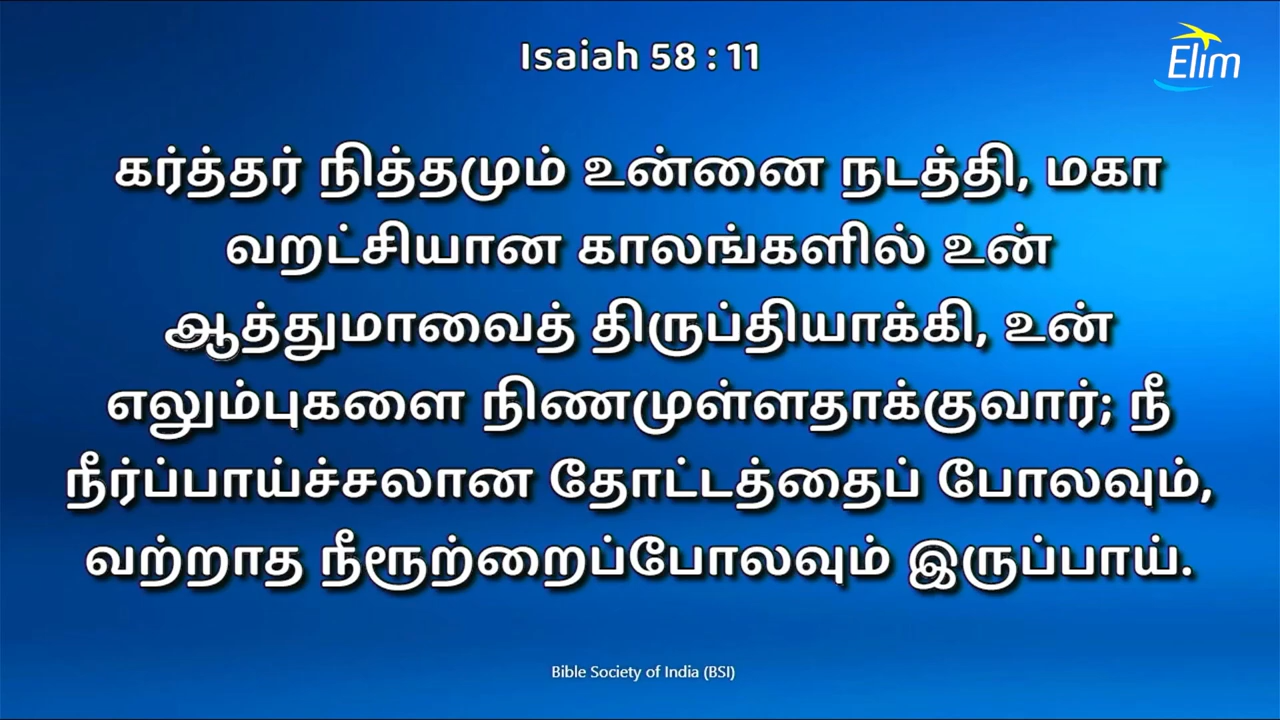 Isaiah 58 : 11
Elim
கர்த்தர் நித்தமும் உன்னை நடத்தி, மகா
வறட்சியான காலங்களில் உன்
ஆத்துமாவைத் திருப்தியாக்கி, உன்
எலும்புகளை நிணமுள்ளதாக்குவார்; நீ
நீர்ப்பாய்ச்சலான தோட்டத்தைப் போலவும்,
வற்றாத நீரூற்றைப்போலவும் இருப்பாய்.
Bible Society of India (BSI)